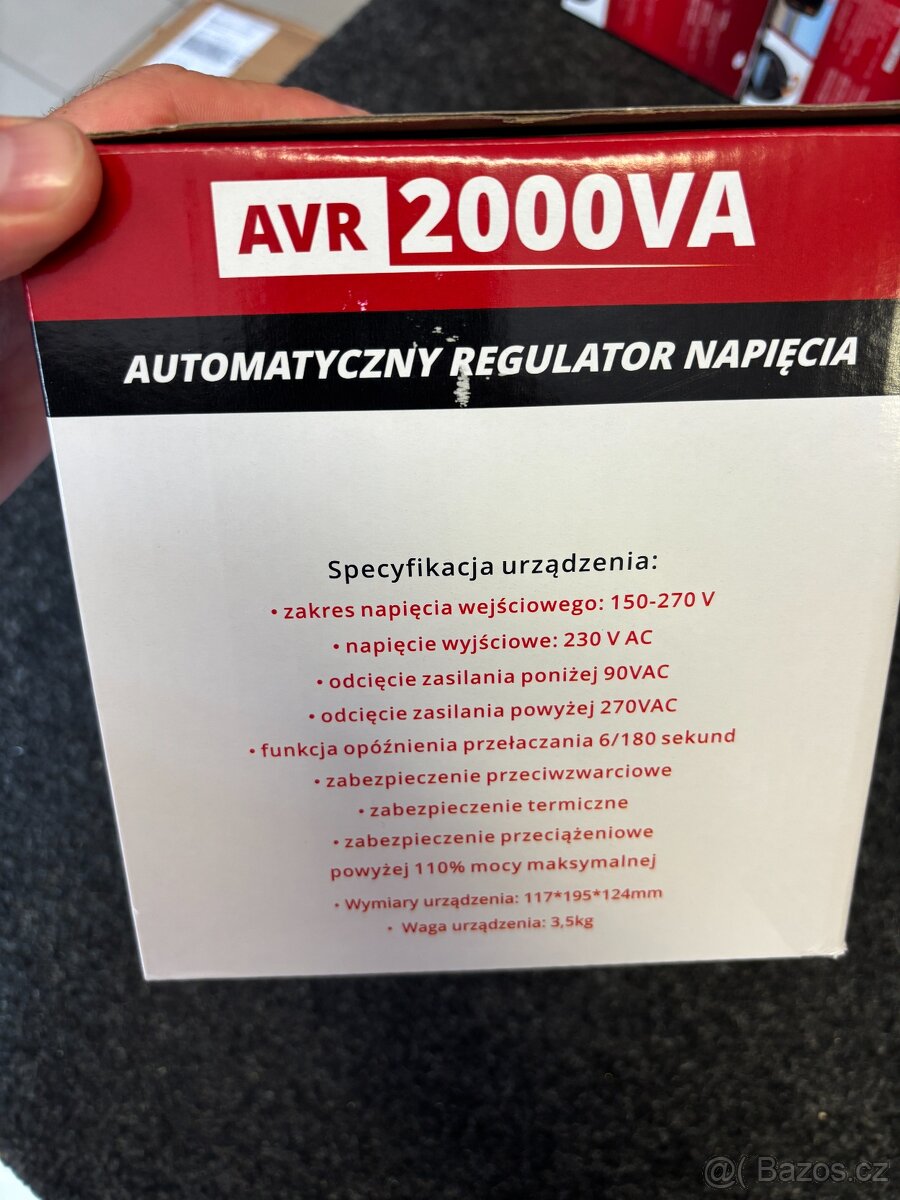 AVR 2000VA
AUTOMATYCZNY REGULATOR NAPIĘCIA
Specyfikacja urządzenia:
• zakres napięcia wejściowego: 150-270 V
• napięcie wyjściowe: 230 V AC
• odcięcie zasilania poniżej 90VAC
• odcięcie zasilania powyżej 270VAC
• funkcja opóźnienia przełaczania 6/180 sekund
• zabezpieczenie przeciwzwarciowe
• zabezpieczenie termiczne
• zabezpieczenie przeciążeniowe
powyżej 110% mocy maksymalnej
• Wymiary urządzenia: 117*195*124mm
• Waga urządzenia: 3,5kg
@( Bazos.cz